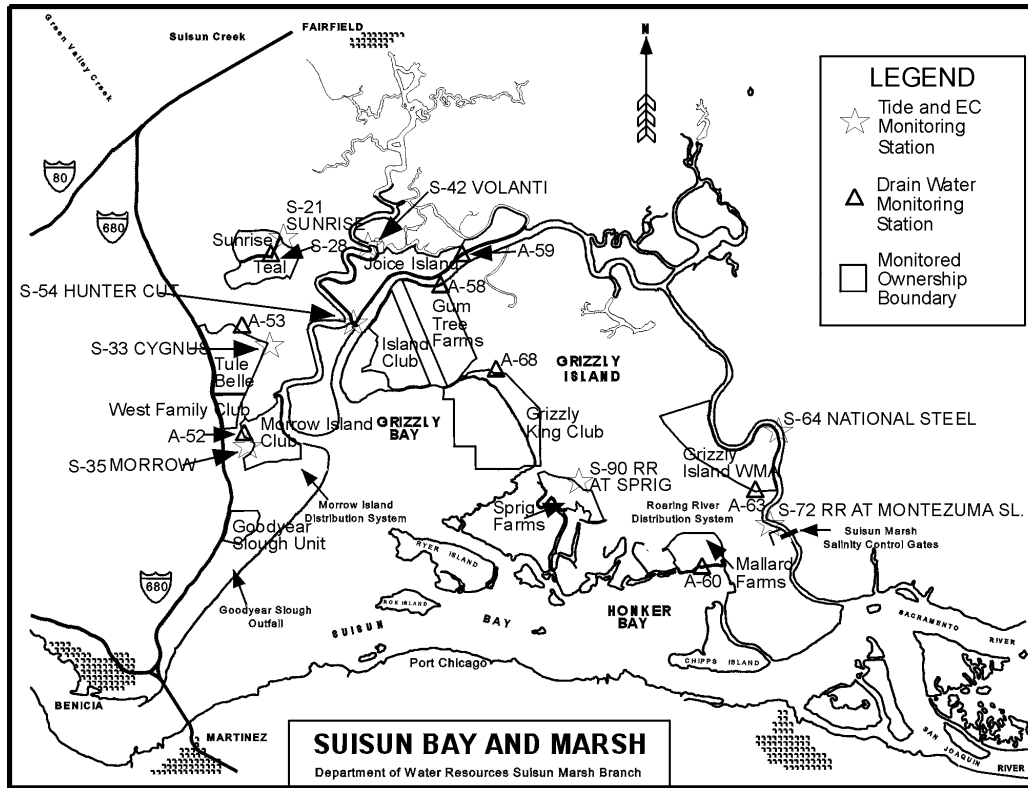 Green Valley Creek
Suisun Creek
FAIRFIELD
N
LEGEND
Tide and EC
Monitoring
Station
Drain Water
Monitoring
Station
Monitored
Ownership
Boundary
80
680
S-42 VOLANTI
S-21
SUNRISE
Sunrise
S-28
Teal
Joice Island
A-59
A-58
S-54 HUNTER CUT
Gum
Tree
Farms
A-53
S-33 CYGNUS
Island
Club
Tule
Belle
A-68
GRIZZLY
ISLAND
West Family Club
GRIZZLY
BAY
Grizzly
King Club
A-52
Morrow Island
Club
S-35 MORROW
S-64 NATIONAL STEEL
Grizzly
Island WMA
S-90 RR
AT SPRIG
A-63
Morrow Island
Distribution System
Sprig
Farms
Roaring River
Distribution System
S-72 RR AT MONTEZUMA SL.
Suisun Marsh
Salinity Control Gates
Goodyear
Slough Unit
RYER ISLAND
Mallard
Farms
A-60
680
Goodyear Slough
Outfall
ROE ISLAND
HONKER
BAY
SUISUN BAY
SACRAMENTO RIVER
Port Chicago
CHIPPS ISLAND
BENICIA
MARTINEZ
SAN JOAQUIN RIVER
SUISUN BAY AND MARSH
Department of Water Resources Suisun Marsh Branch